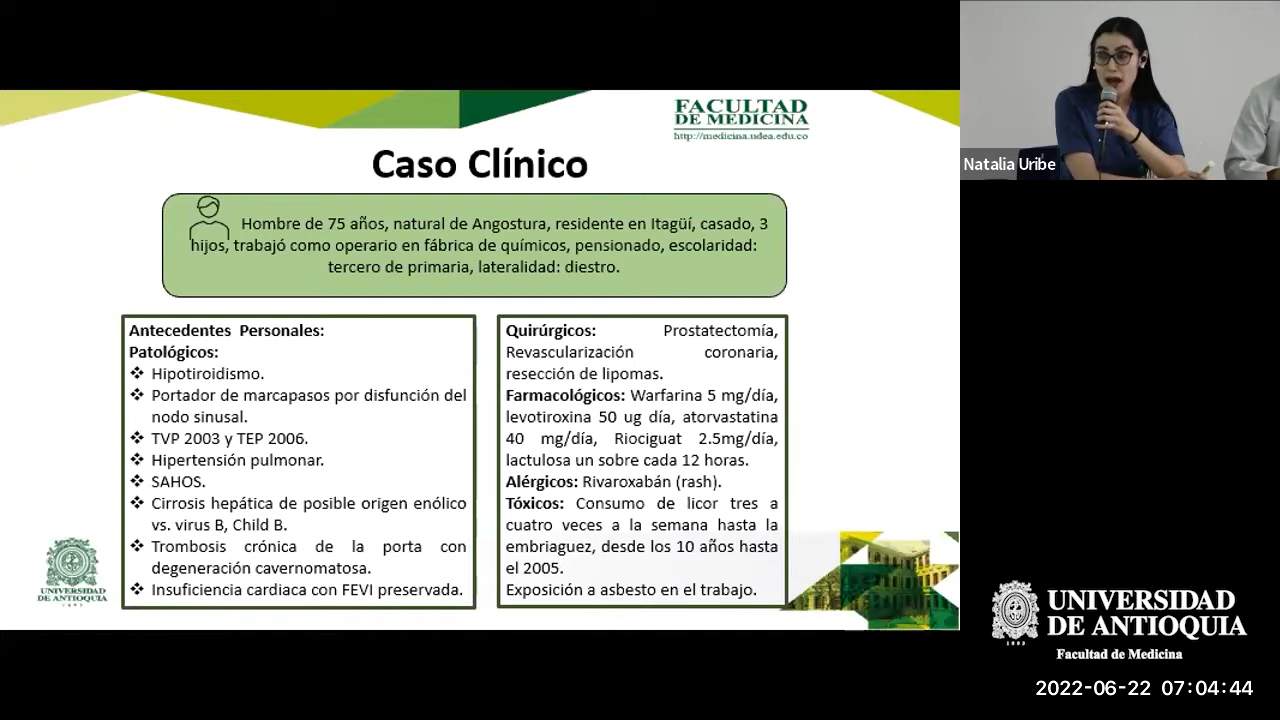 FACULTAD
DE MEDICINA
http://medicina.udea.edu.co
Caso Clínico
Hombre de 75 años, natural de Angostura, residente en Itagüí, casado, 3
hijos, trabajó como operario en fábrica de químicos, pensionado, escolaridad:
tercero de primaria, lateralidad: diestro.
Antecedentes Personales:
Patológicos:
❖ Hipotiroidismo.
❖ Portador de marcapasos por disfunción del
nodo sinusal.
❖ TVP 2003 y TEP 2006.
❖ Hipertensión pulmonar.
❖ SAHOS.
❖ Cirrosis hepática de posible origen enólico
vs. virus B, Child B.
❖ Trombosis crónica de la porta con
degeneración cavernomatosa.
❖ Insuficiencia cardiaca con FEVI preservada.
Quirúrgicos: Prostatectomía,
Revascularización coronaria,
resección de lipomas.
Farmacológicos: Warfarina 5 mg/día,
levotiroxina 50 ug día, atorvastatina
40 mg/día, Riociguat 2.5mg/día,
lactulosa un sobre cada 12 horas.
Alérgicos: Rivaroxabán (rash).
Tóxicos: Consumo de licor tres a
cuatro veces a la semana hasta la
embriaguez, desde los 10 años hasta
el 2005.
Exposición a asbesto en el trabajo.
UNIVERSIDAD
DE ANTIOQUIA
1803
Natalia Uribe
UNIVERSIDAD
DE ANTIOQUIA
1803
Facultad de Medicina
2022-06-22 07:04:44